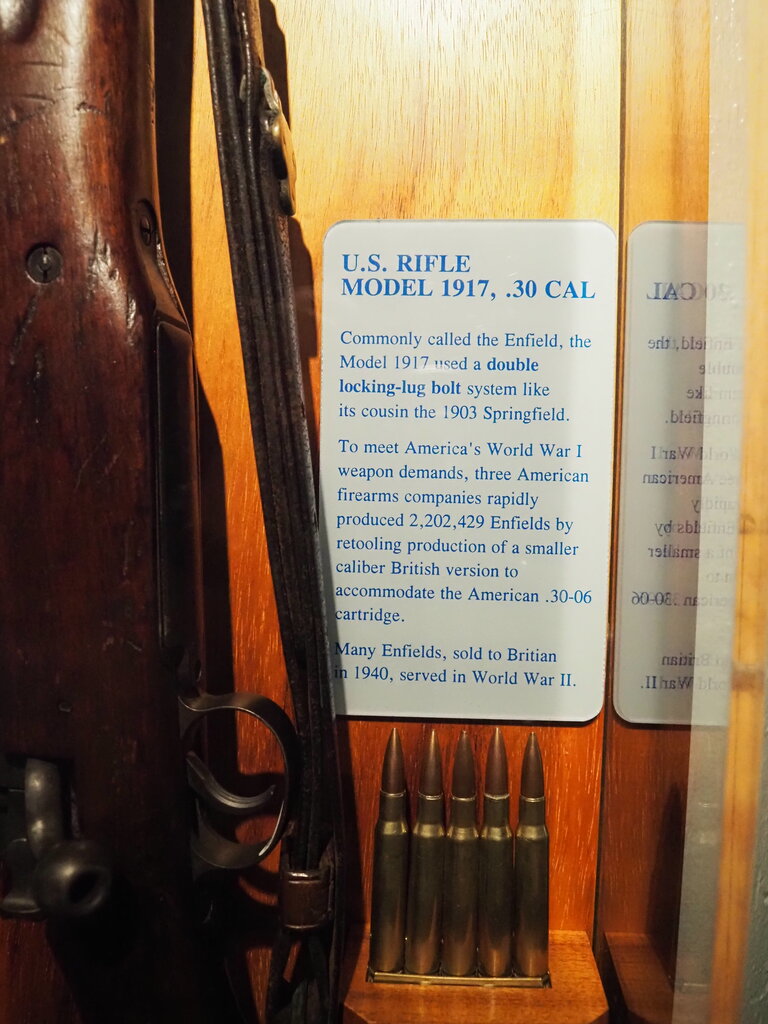 U.S. RIFLE
MODEL 1917, .30 CAL
Commonly called the Enfield, the
Model 1917 used a double
locking-lug bolt system like
its cousin the 1903 Springfield.
To meet America's World War I
weapon demands, three American
firearms companies rapidly
produced 2,202,429 Enfields by
retooling production of a smaller
caliber British version to
accommodate the American .30-06
cartridge.
Many Enfields, sold to Britian
in 1940, served in World War II.